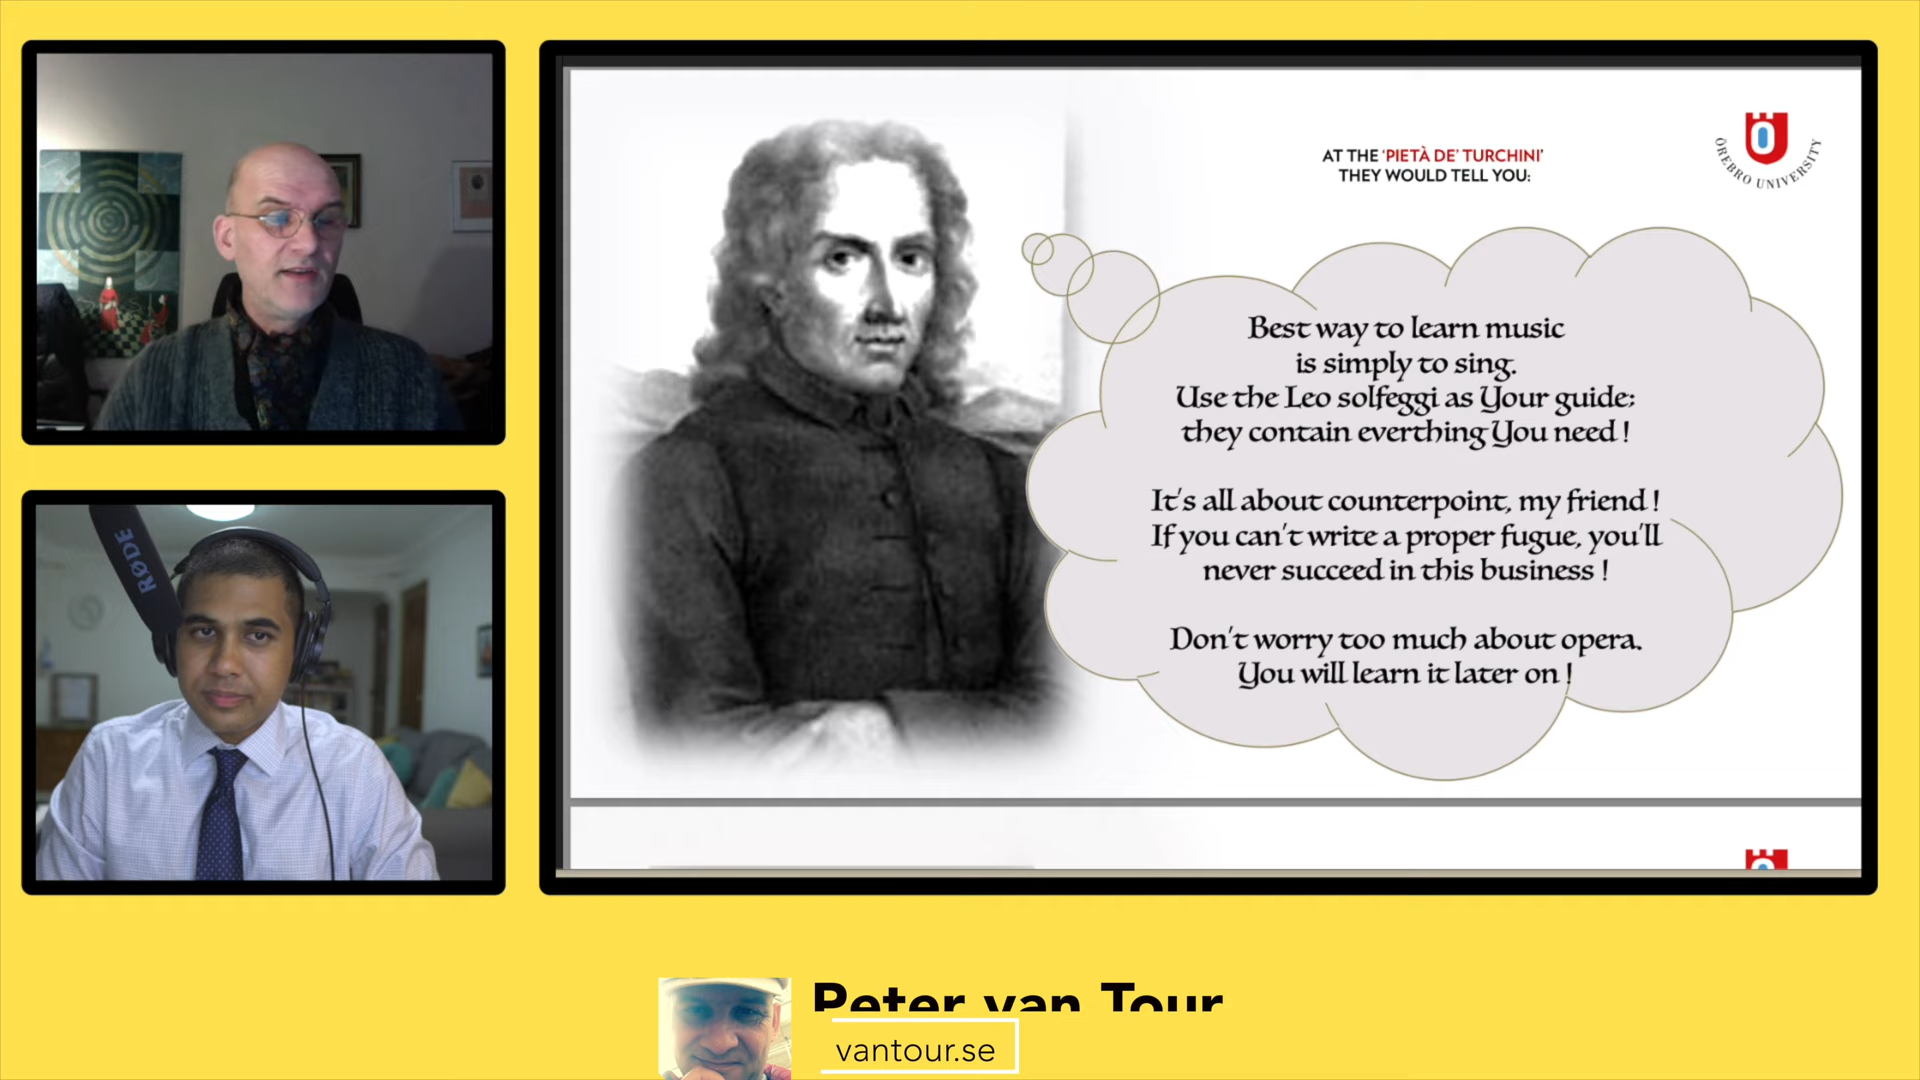 AT THE 'PIETÀ DE' TURCHINI'
THEY WOULD TELL YOU:
ÖREBRO UNIVERSITY
Best way to learn music
is simply to sing.
Use the Leo solfeggi as Your guide:
they contain everthing You need !
It's all about counterpoint, my friend !
If you can't write a proper fugue, you'll
never succeed in this business !
Don't worry too much about opera.
You will learn it later on !
RØDE
Peter van Tour
vantour.se